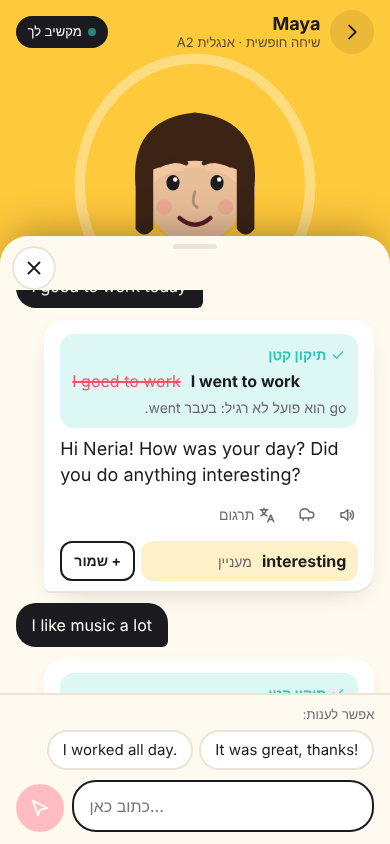 Maya
שיחה חופשית · אנגלית A2
מקשיב לך
I goed to work today
תיקון קטן
I goed to work I went to work
go הוא פועל לא רגיל: בעבר went.
Hi Neria! How was your day? Did
you do anything interesting?
תרגום
interesting מעניין
+ שמור
I like music a lot
אפשר לענות:
I worked all day.
It was great, thanks!
כתוב כאן...